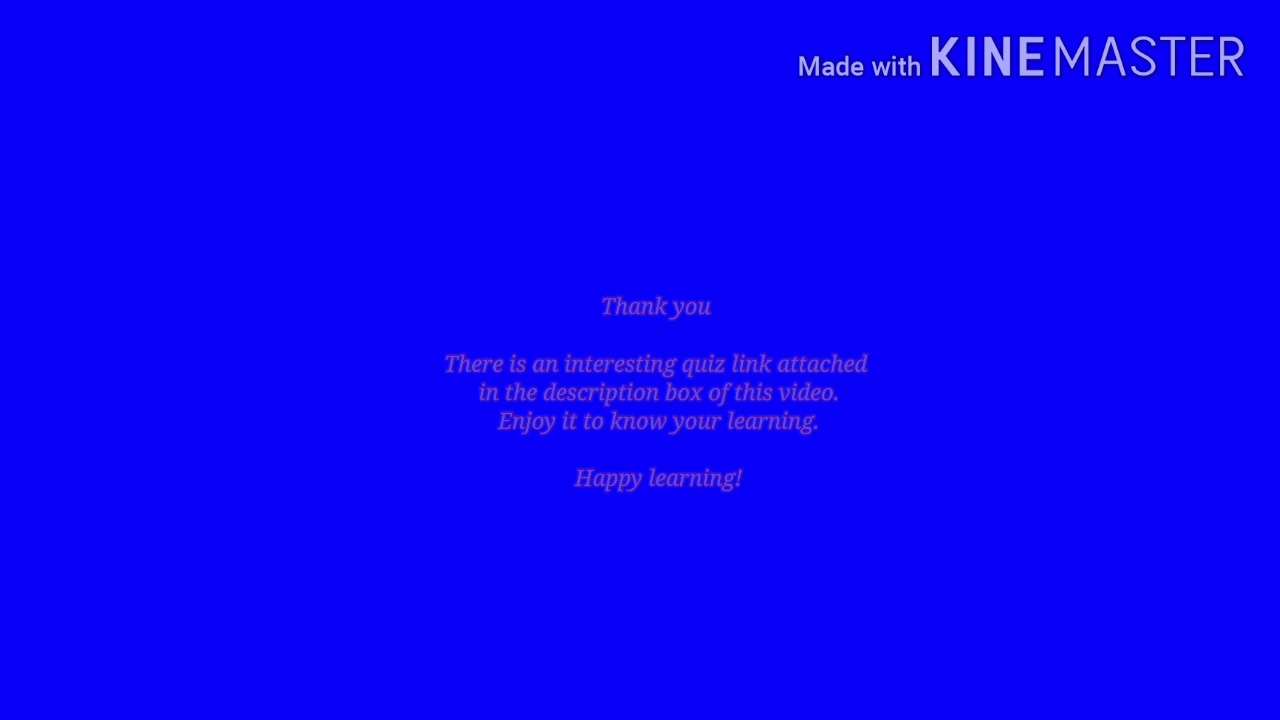 Made with KINEMASTER
Thank you
There is an interesting quiz link attached
in the description box of this video.
Enjoy it to know your learning.
Happy learning!